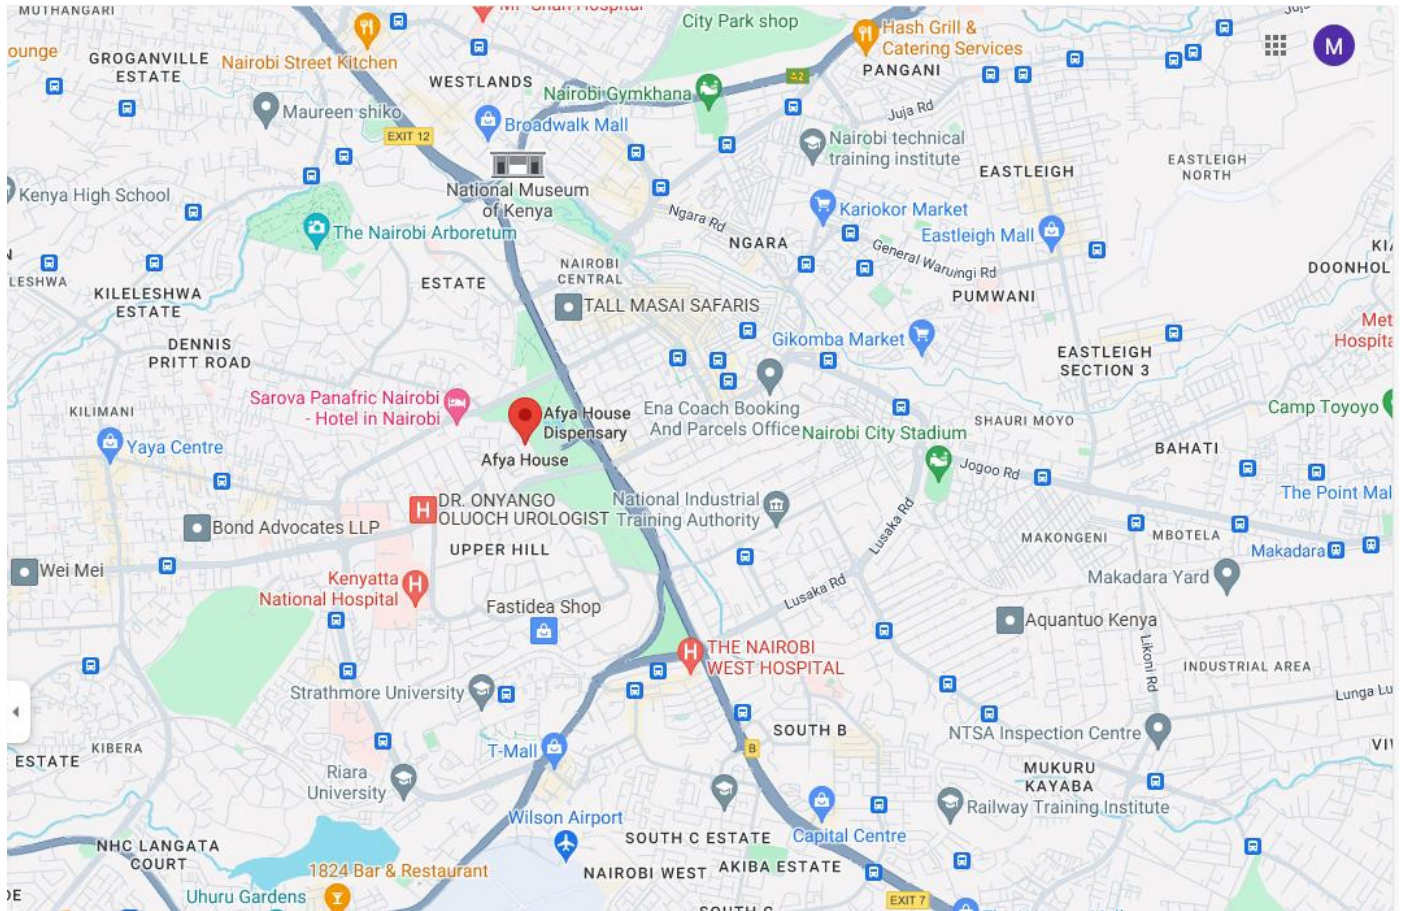 MUTHANGARI
MP Shah Hospital
City Park shop
Hash Grill &
Catering Services
M
ounge
GROGANVILLE
ESTATE
Nairobi Street Kitchen
WESTLANDS
A2
PANGANI
Nairobi Gymkhana
Juja Rd
Maureen shiko
EXIT 12
Broadwalk Mall
Nairobi technical
training institute
EASTLEIGH
EASTLEIGH
NORTH
Kenya High School
National Museum
of Kenya
Kariokor Market
Ngara Rd
The Nairobi Arboretum
NGARA
Eastleigh Mall
General Waruingi Rd
LESHWA
KILELESHWA
ESTATE
ESTATE
NAIROBI
CENTRAL
DOONHOL
PUMWANI
TALL MASAI SAFARIS
DENNIS
PRITT ROAD
Gikomba Market
EASTLEIGH
SECTION 3
Met
Hospita
KILIMANI
Sarova Panafric Nairobi
- Hotel in Nairobi
Afya House
Dispensary
Afya House
Ena Coach Booking
And Parcels Office
SHAURI MOYO
Camp Toyoyo
Yaya Centre
Nairobi City Stadium
Jogoo Rd
BAHATI
DR. ONYANGO
OLUOCH UROLOGIST
National Industrial
Training Authority
The Point Mal
Bond Advocates LLP
Lusaka Rd
MAKONGENI
MBOTELA
UPPER HILL
Makadara
Wei Mei
Kenyatta
National Hospital
Makadara Yard
Fastidea Shop
Lusaka Rd
Aquantuo Kenya
THE NAIROBI
WEST HOSPITAL
Likoni Rd
INDUSTRIAL AREA
Strathmore University
Lunga Lu
SOUTH B
NTSA Inspection Centre
KIBERA
ESTATE
T-Mall
B
VI
Riara
University
MUKURU
KAYABA
Railway Training Institute
Wilson Airport
SOUTH C ESTATE
Capital Centre
NHC LANGATA
COURT
1824 Bar & Restaurant
NAIROBI WEST
AKIBA ESTATE
Uhuru Gardens
EXIT 7
SOUTH C